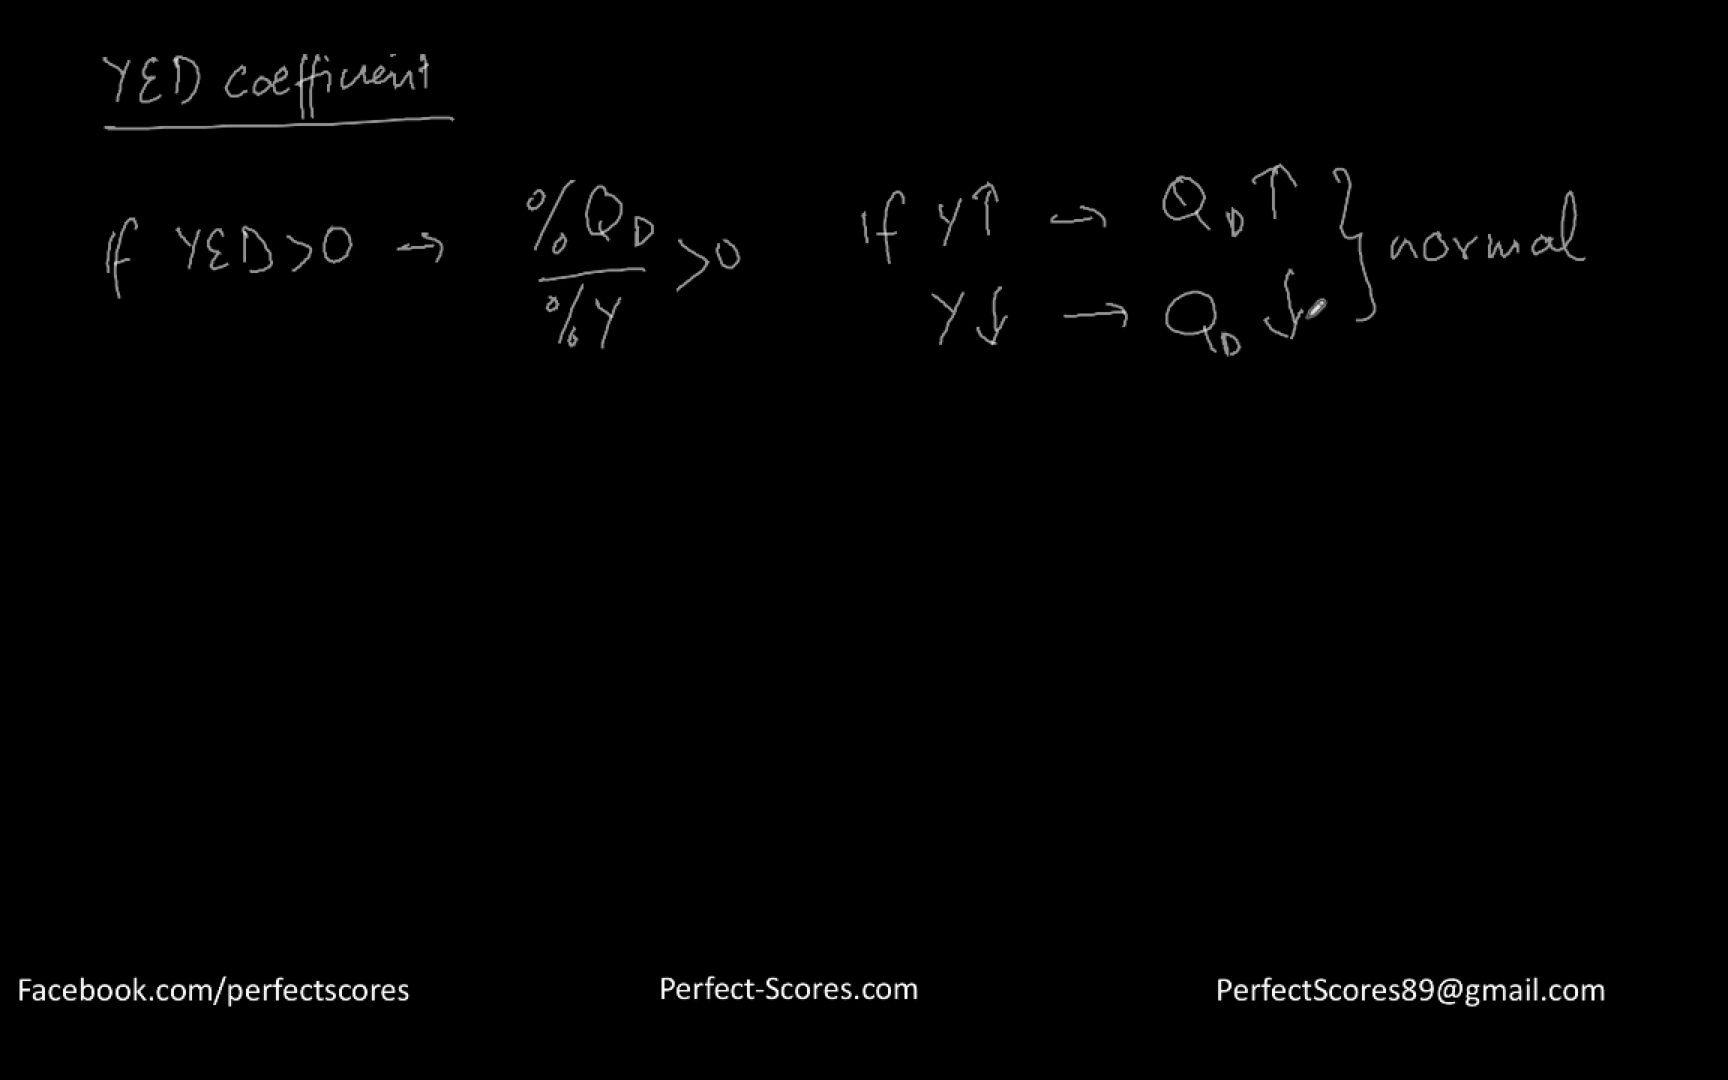 YED coefficient
If YED>0 → %QD / %Y >0 If Y↑ → QD↑ } normal
Y↓ → QD↓
Facebook.com/perfectscores Perfect-Scores.com PerfectScores89@gmail.com